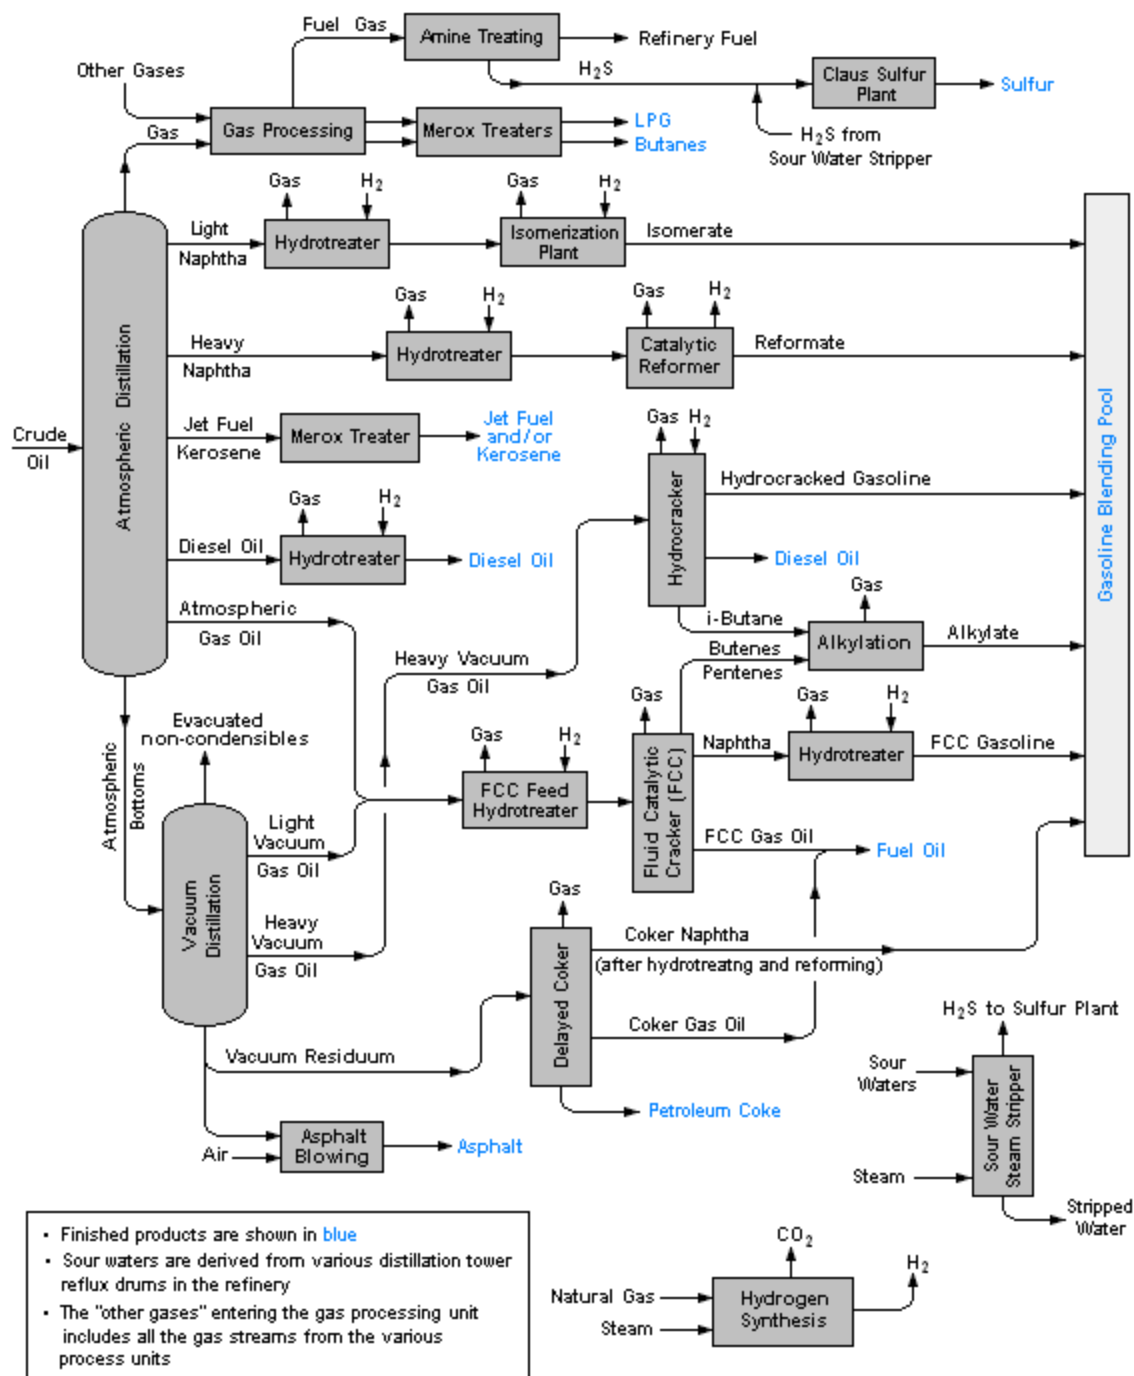 Fuel Gas
Amine Treating
Refinery Fuel
Other Gases
H2S
Claus Sulfur
Plant
Sulfur
Gas
Gas Processing
Merox Treaters
LPG
Butanes
H2S from
Sour Water Stripper
Gas
H2
Gas
H2
Light
Naphtha
Hydrotreater
Isomerization
Plant
Isomerate
Gas
H2
Gas
H2
Heavy
Naphtha
Hydrotreater
Catalytic
Reformer
Reformate
Atmospheric Distillation
Gasoline Blending Pool
Crude
Oil
Jet Fuel
Kerosene
Merox Treater
Jet Fuel
and/or
Kerosene
Gas
H2
Hydrocracker
Hydrocracked Gasoline
Gas
H2
Diesel Oil
Hydrotreater
Diesel Oil
Diesel Oil
Gas
Atmospheric
Gas Oil
i-Butane
Alkylation
Alkylate
Butenes
Pentenes
Heavy Vacuum
Gas Oil
Evacuated
non-condensibles
Atmospheric
Bottoms
Gas
H2
FCC Feed
Hydrotreater
Gas
Fluid Catalytic
Cracker (FCC)
Naphtha
Gas
H2
Hydrotreater
FCC Gasoline
Light
Vacuum
Gas Oil
FCC Gas Oil
Fuel Oil
Vacuum
Distillation
Heavy
Vacuum
Gas Oil
Gas
Delayed Coker
Coker Naphtha
(after hydrotreatng and reforming)
Coker Gas Oil
Vacuum Residuum
Petroleum Coke
Air
Asphalt
Blowing
Asphalt
H2S to Sulfur Plant
Sour
Waters
Sour Water
Steam Stripper
Steam
Stripped
Water
• Finished products are shown in blue
• Sour waters are derived from various distillation tower
reflux drums in the refinery
• The "other gases" entering the gas processing unit
includes all the gas streams from the various
process units
CO2
H2
Natural Gas
Steam
Hydrogen
Synthesis